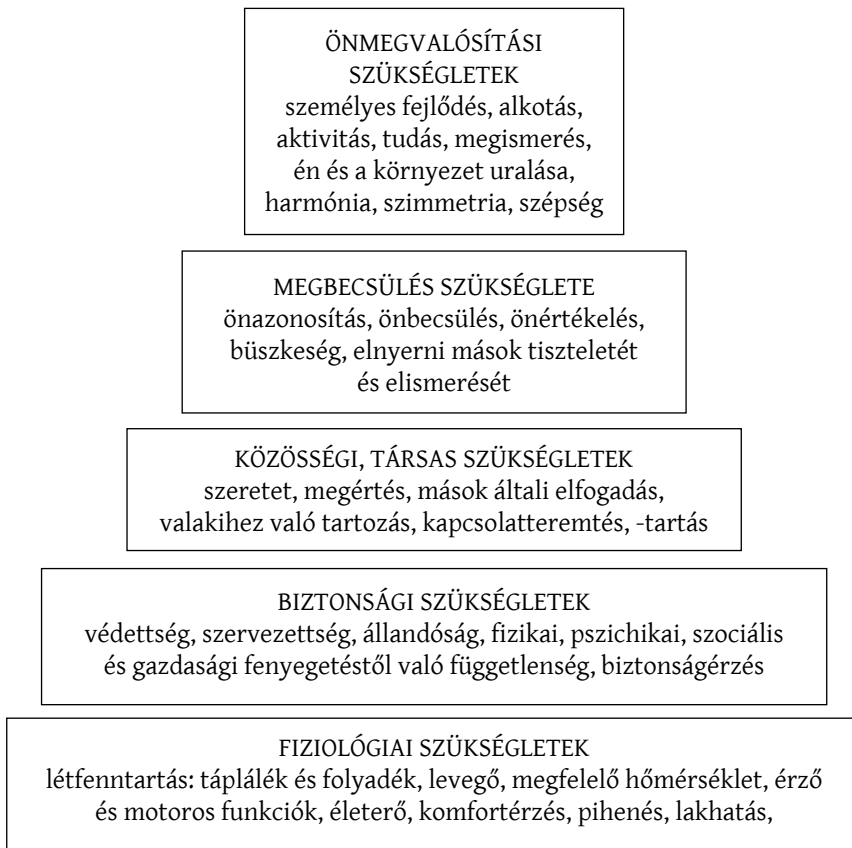 ÖNMEGVALÓSÍTÁSI
SZÜKSÉGLETEK
személyes fejlődés, alkotás,
aktivitás, tudás, megismerés,
én és a környezet uralása,
harmónia, szimmetria, szépség
MEGBECSÜLÉS SZÜKSÉGLETE
önazonosítás, önbecsülés, önértékelés,
büszkeség, elnyerni mások tiszteletét
és elismerését
KÖZÖSSÉGI, TÁRSAS SZÜKSÉGLETEK
szeretet, megértés, mások általi elfogadás,
valakihez való tartozás, kapcsolatteremtés, -tartás
BIZTONSÁGI SZÜKSÉGLETEK
védettség, szervezettség, állandóság, fizikai, pszichikai, szociális
és gazdasági fenyegetéstől való függetlenség, biztonságérzés
FIZIOLÓGIAI SZÜKSÉGLETEK
létfenntartás: táplálék és folyadék, levegő, megfelelő hőmérséklet, érző
és motoros funkciók, életerő, komfortérzés, pihenés, lakhatás,